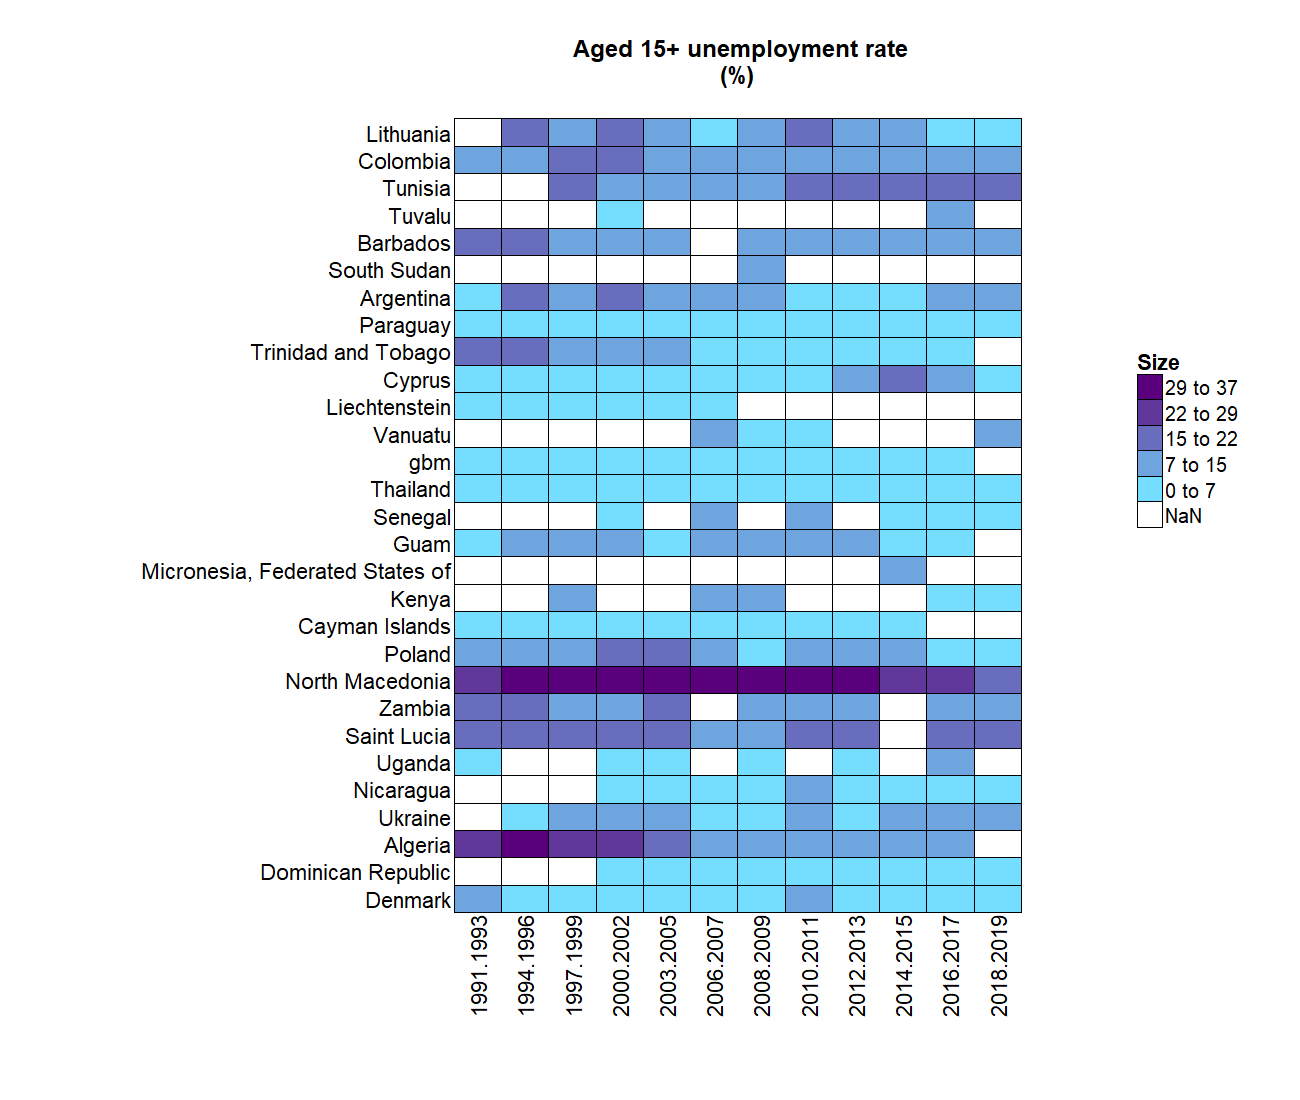 Aged 15+ unemployment rate
(%)
Lithuania
Colombia
Tunisia
Tuvalu
Barbados
South Sudan
Argentina
Paraguay
Trinidad and Tobago
Cyprus
Liechtenstein
Vanuatu
gbm
Thailand
Senegal
Guam
Micronesia, Federated States of
Kenya
Cayman Islands
Poland
North Macedonia
Zambia
Saint Lucia
Uganda
Nicaragua
Ukraine
Algeria
Dominican Republic
Denmark
1991.1993
1994.1996
1997.1999
2000.2002
2003.2005
2006.2007
2008.2009
2010.2011
2012.2013
2014.2015
2016.2017
2018.2019
Size
29 to 37
22 to 29
15 to 22
7 to 15
0 to 7
NaN